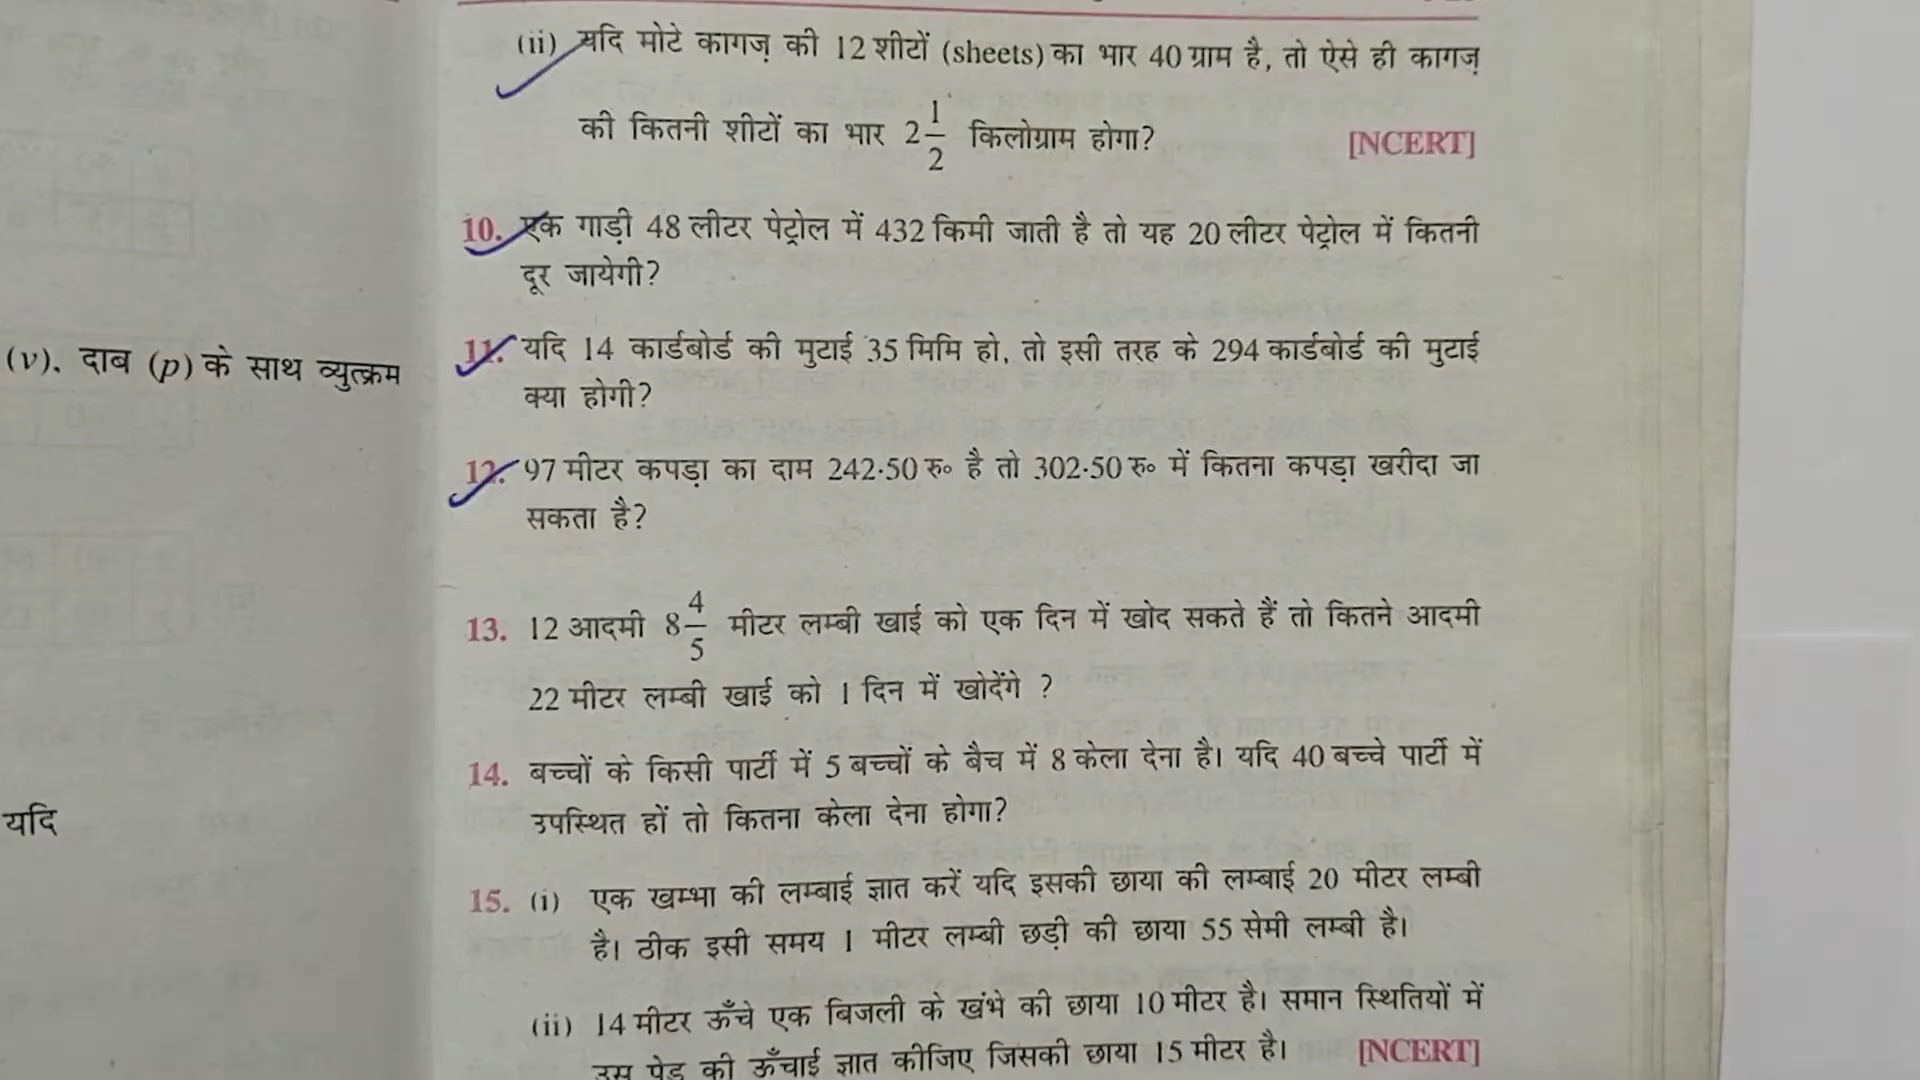 (v), दाब (p) के साथ व्युत्क्रम
यदि
(ii) यदि मोटे कागज़ की 12 शीटों (sheets) का भार 40 ग्राम है, तो ऐसे ही कागज़
की कितनी शीटों का भार 2 1/2 किलोग्राम होगा? [NCERT]
10. एक गाड़ी 48 लीटर पेट्रोल में 432 किमी जाती है तो यह 20 लीटर पेट्रोल में कितनी
दूर जायेगी?
11. यदि 14 कार्डबोर्ड की मुटाई 35 मिमि हो, तो इसी तरह के 294 कार्डबोर्ड की मुटाई
क्या होगी?
12. 97 मीटर कपड़ा का दाम 242·50 रु० है तो 302·50 रु० में कितना कपड़ा खरीदा जा
सकता है?
13. 12 आदमी 8 4/5 मीटर लम्बी खाई को एक दिन में खोद सकते हैं तो कितने आदमी
22 मीटर लम्बी खाई को 1 दिन में खोदेंगे ?
14. बच्चों के किसी पार्टी में 5 बच्चों के बैच में 8 केला देना है। यदि 40 बच्चे पार्टी में
उपस्थित हों तो कितना केला देना होगा?
15. (i) एक खम्भा की लम्बाई ज्ञात करें यदि इसकी छाया की लम्बाई 20 मीटर लम्बी
है। ठीक इसी समय 1 मीटर लम्बी छड़ी की छाया 55 सेमी लम्बी है।
(ii) 14 मीटर ऊँचे एक बिजली के खंभे की छाया 10 मीटर है। समान स्थितियों में
उस पेड़ की ऊँचाई ज्ञात कीजिए जिसकी छाया 15 मीटर है। [NCERT]